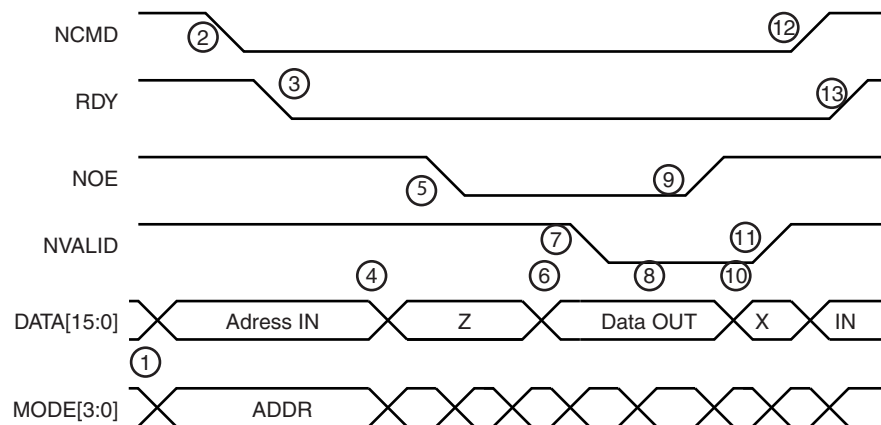 NCMD
2
12
RDY
3
13
NOE
5
9
NVALID
7
11
4
6
8
10
DATA[15:0]
Adress IN
Z
Data OUT
X
IN
1
MODE[3:0]
ADDR